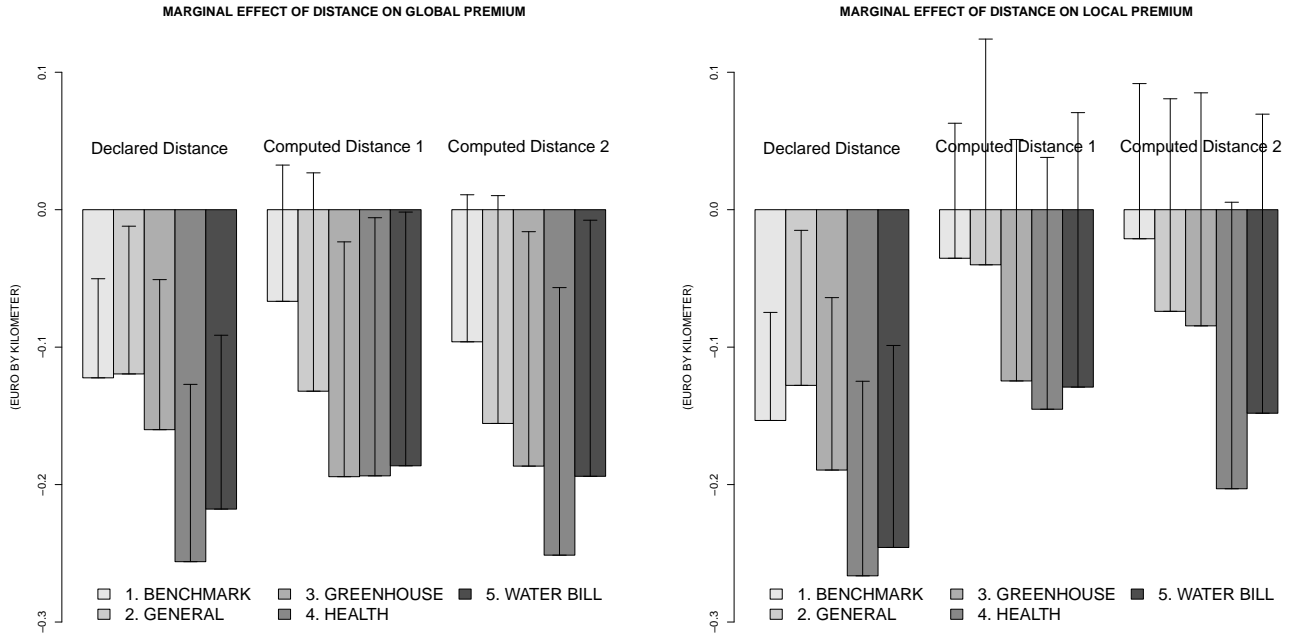 MARGINAL EFFECT OF DISTANCE ON GLOBAL PREMIUM
(EURO BY KILOMETER)
0.1
0.0
−0.1
−0.2
−0.3
Declared Distance
Computed Distance 1
Computed Distance 2
1. BENCHMARK
2. GENERAL
3. GREENHOUSE
4. HEALTH
5. WATER BILL
MARGINAL EFFECT OF DISTANCE ON LOCAL PREMIUM
(EURO BY KILOMETER)
0.1
0.0
−0.1
−0.2
−0.3
Declared Distance
Computed Distance 1
Computed Distance 2
1. BENCHMARK
2. GENERAL
3. GREENHOUSE
4. HEALTH
5. WATER BILL